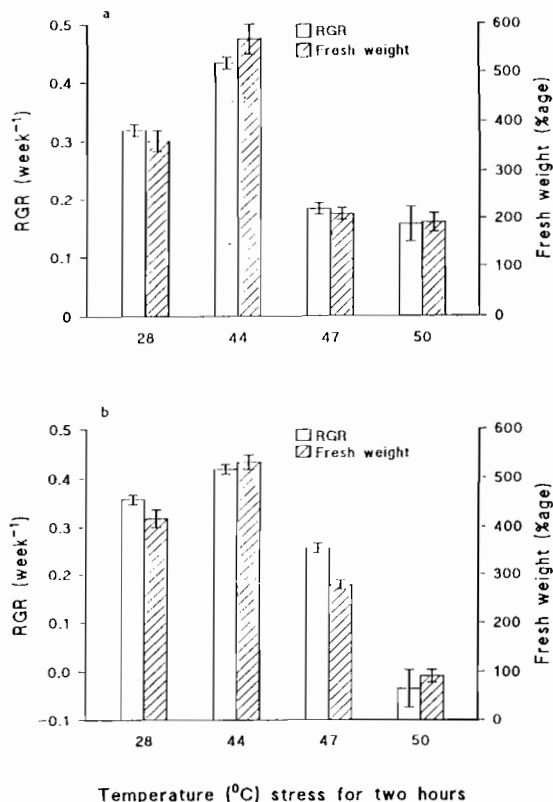 a
RGR
Fresh weight
RGR (week⁻¹)
0.5
0.4
0.3
0.2
0.1
0
600
500
400
300
200
100
0
Fresh weight (%age)
28 44 47 50
b
RGR
Fresh weight
RGR (week⁻¹)
0.5
0.4
0.3
0.2
0.1
0.0
-0.1
600
500
400
300
200
100
0
Fresh weight (%age)
28 44 47 50
Temperature (⁰C) stress for two hours